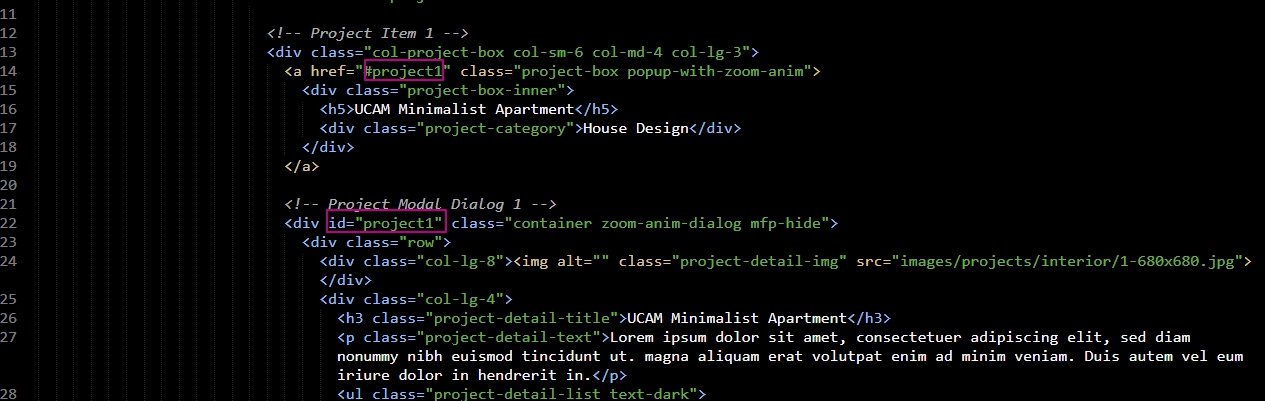 11
12 <!-- Project Item 1 -->
13 <div class="col-project-box col-sm-6 col-md-4 col-lg-3">
14 <a href="#project1" class="project-box popup-with-zoom-anim">
15 <div class="project-box-inner">
16 <h5>UCAM Minimalist Apartment</h5>
17 <div class="project-category">House Design</div>
18 </div>
19 </a>
20
21 <!-- Project Modal Dialog 1 -->
22 <div id="project1" class="container zoom-anim-dialog mfp-hide">
23 <div class="row">
24 <div class="col-lg-8"><img alt="" class="project-detail-img" src="images/projects/interior/1-680x680.jpg">
</div>
25 <div class="col-lg-4">
26 <h3 class="project-detail-title">UCAM Minimalist Apartment</h3>
27 <p class="project-detail-text">Lorem ipsum dolor sit amet, consectetuer adipiscing elit, sed diam
nonummy nibh euismod tincidunt ut. magna aliquam erat volutpat enim ad minim veniam. Duis autem vel eum
iriure dolor in hendrerit in.</p>
28 <ul class="project-detail-list text-dark">